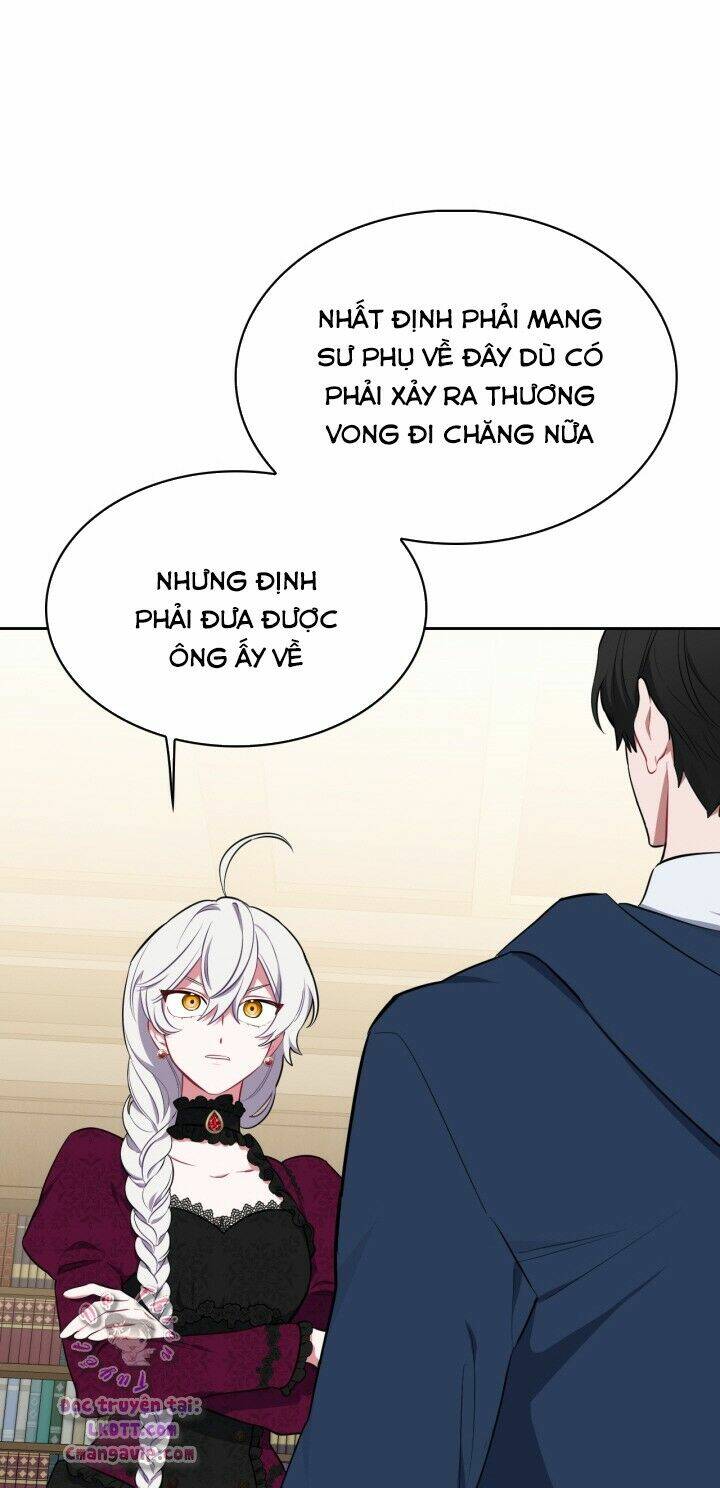 NHẤT ĐỊNH PHẢI MANG
SƯ PHỤ VỀ ĐÂY DÙ CÓ
PHẢI XẢY RA THƯƠNG
VONG ĐI CHĂNG NỮA
NHƯNG ĐỊNH
PHẢI ĐƯA ĐƯỢC
ÔNG ẤY VỀ
Đọc truyện tại:
LKDTT.com
Cmangavip.com